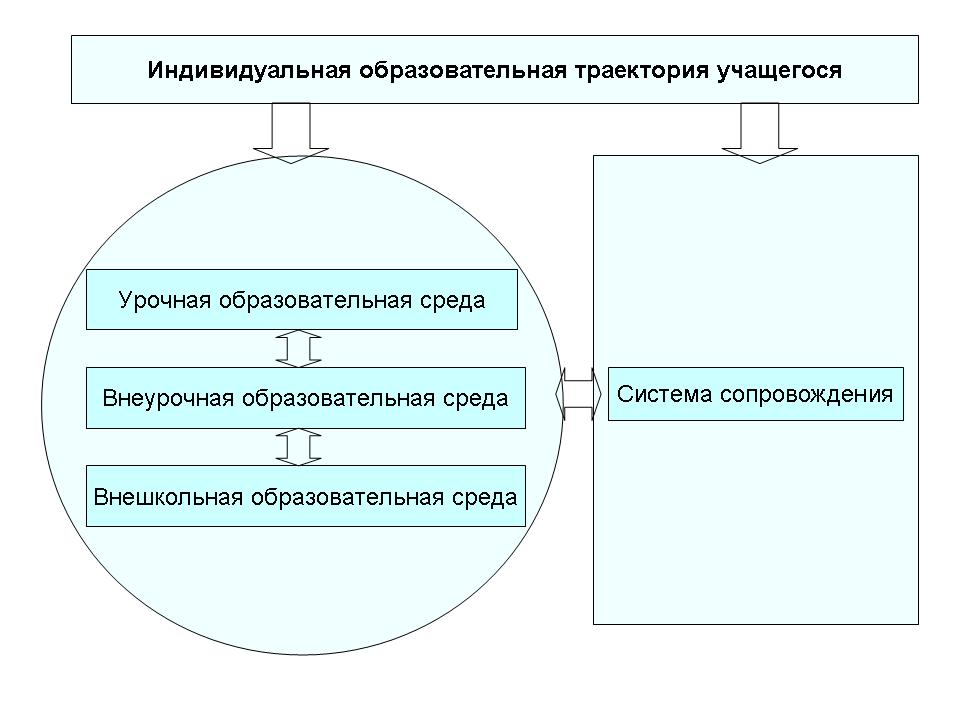 Индивидуальная образовательная траектория учащегося
Урочная образовательная среда
Внеурочная образовательная среда
Система сопровождения
Внешкольная образовательная среда